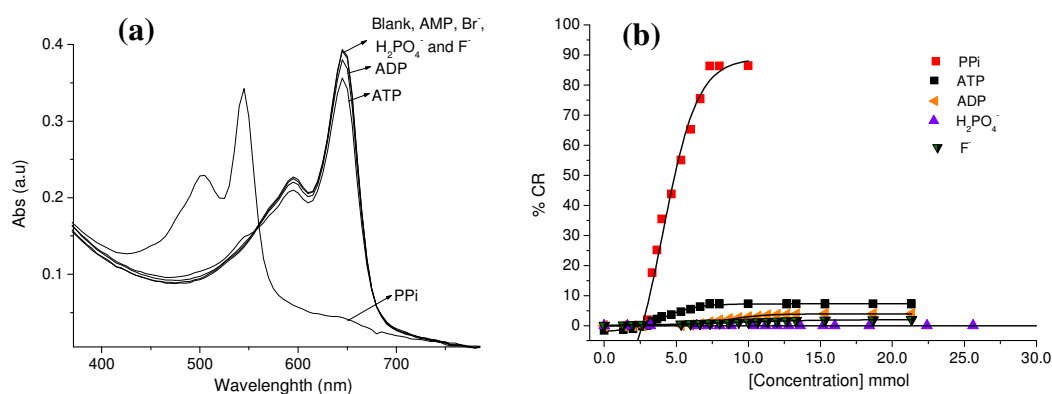 (a)
Blank, AMP, Br⁻,
H₂PO₄⁻ and F⁻
ADP
ATP
PPi
0.4
0.3
0.2
0.1
Abs (a.u)
400
500
600
700
Wavelenghth (nm)
(b)
PPi
ATP
ADP
H₂PO₄⁻
F⁻
100
90
80
70
60
50
40
30
20
10
0
% CR
0.0
5.0
10.0
15.0
20.0
25.0
30.0
[Concentration] mmol